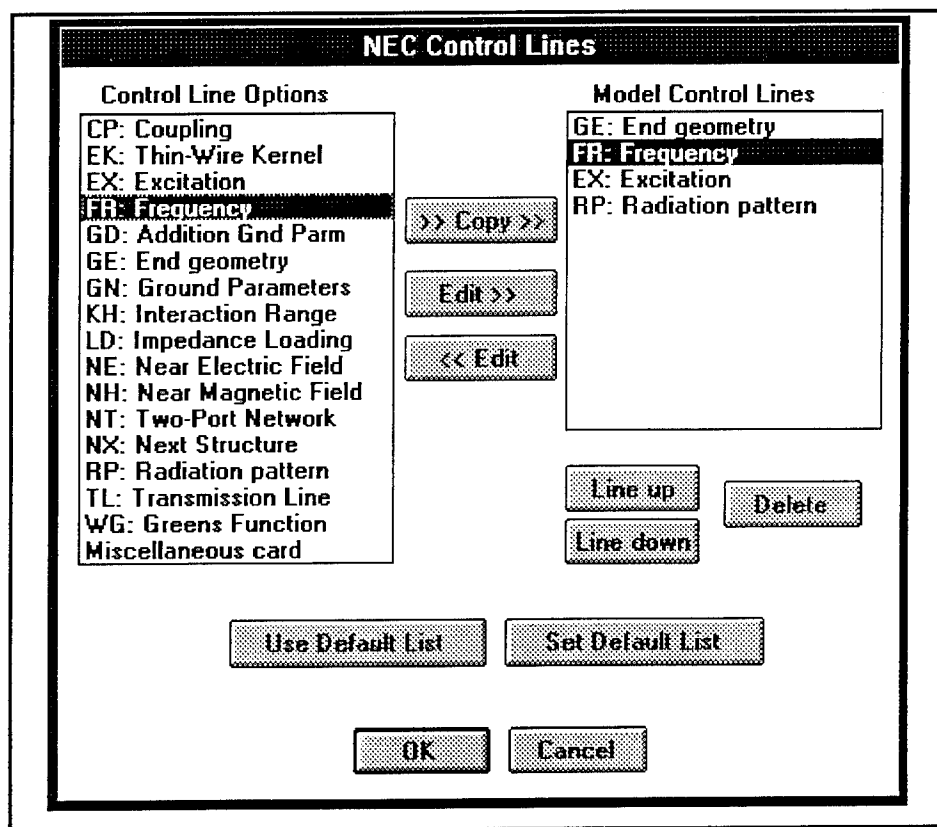 NEC Control Lines
Control Line Options
CP: Coupling
EK: Thin-Wire Kernel
EX: Excitation
FR: Frequency
GD: Addition Gnd Parm
GE: End geometry
GN: Ground Parameters
KH: Interaction Range
LD: Impedance Loading
NE: Near Electric Field
NH: Near Magnetic Field
NT: Two-Port Network
NX: Next Structure
RP: Radiation pattern
TL: Transmission Line
WG: Greens Function
Miscellaneous card
>> Copy >>
Edit >>
<< Edit
Model Control Lines
GE: End geometry
FR: Frequency
EX: Excitation
RP: Radiation pattern
Line up
Line down
Delete
Use Default List
Set Default List
OK
Cancel